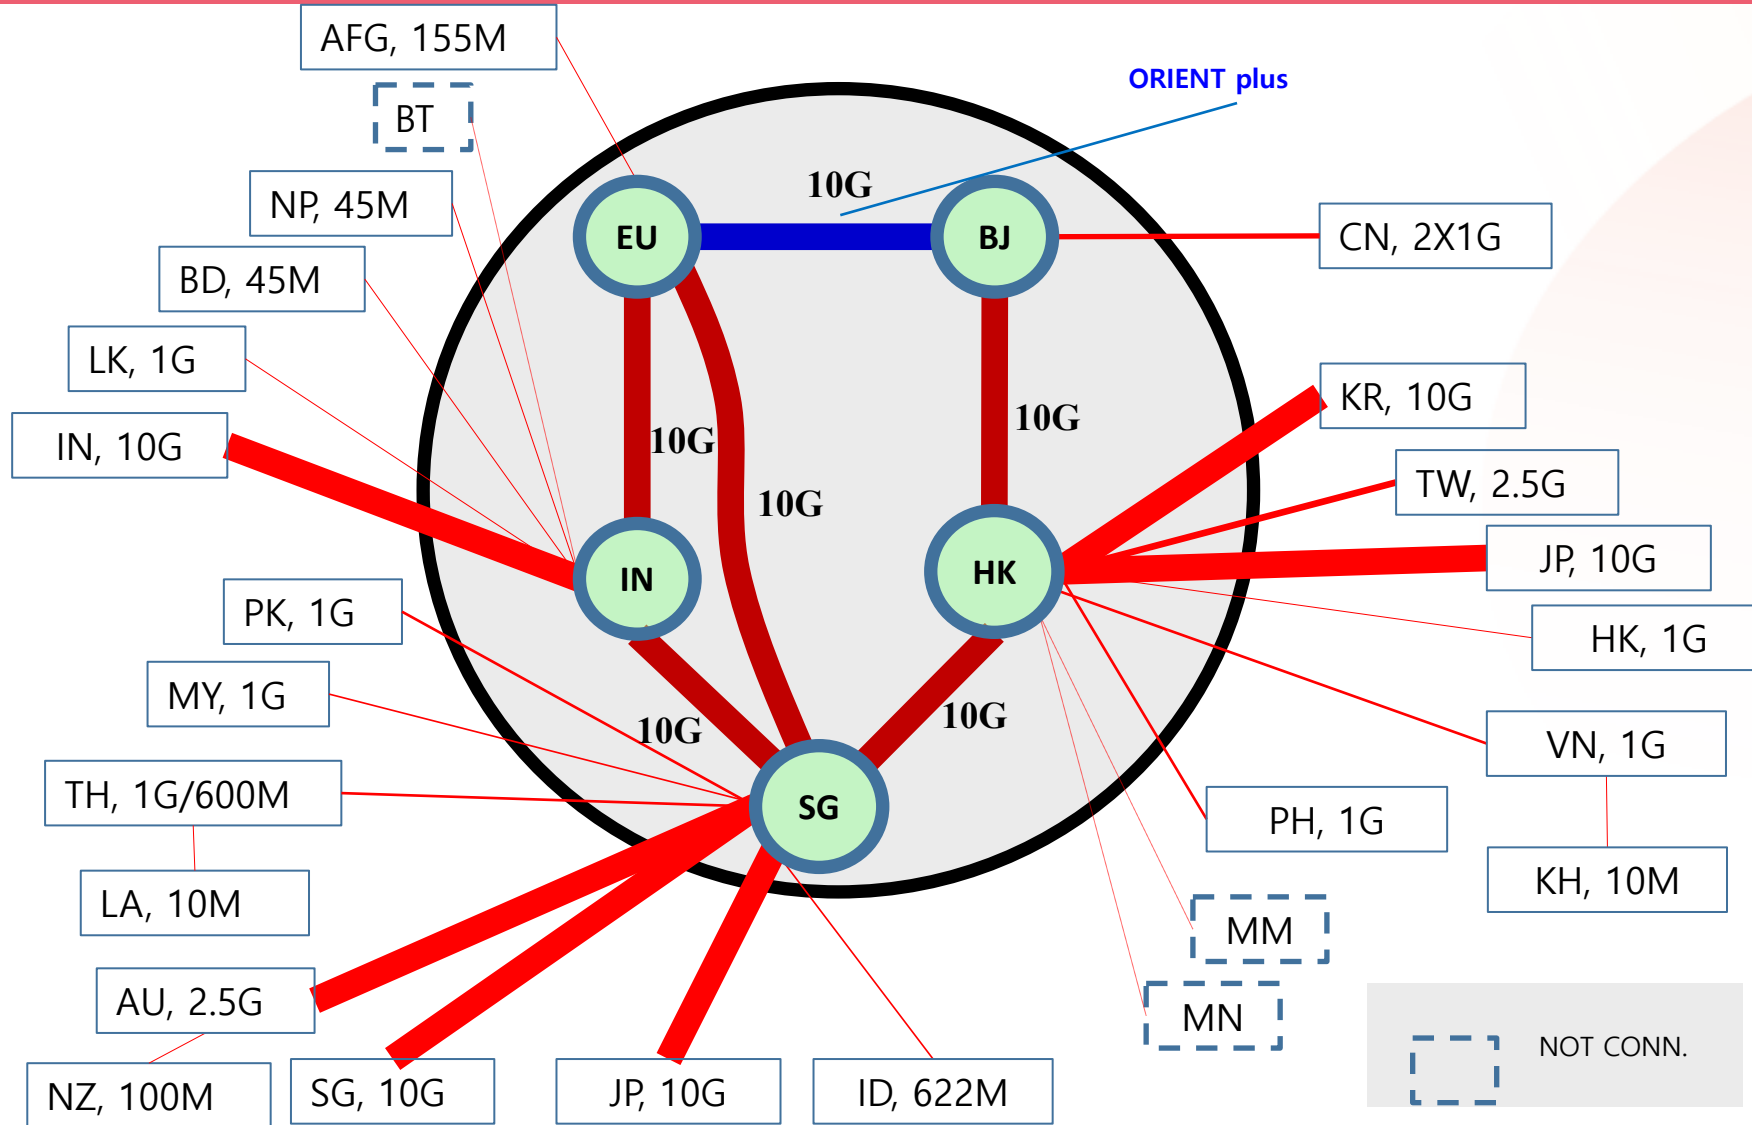 AFG, 155M
ORIENT plus
BT
10G
NP, 45M
EU
BJ
CN, 2X1G
BD, 45M
LK, 1G
KR, 10G
10G
10G
IN, 10G
TW, 2.5G
10G
JP, 10G
IN
HK
PK, 1G
HK, 1G
MY, 1G
10G
10G
VN, 1G
TH, 1G/600M
SG
PH, 1G
LA, 10M
KH, 10M
MM
AU, 2.5G
MN
NOT CONN.
NZ, 100M
SG, 10G
JP, 10G
ID, 622M